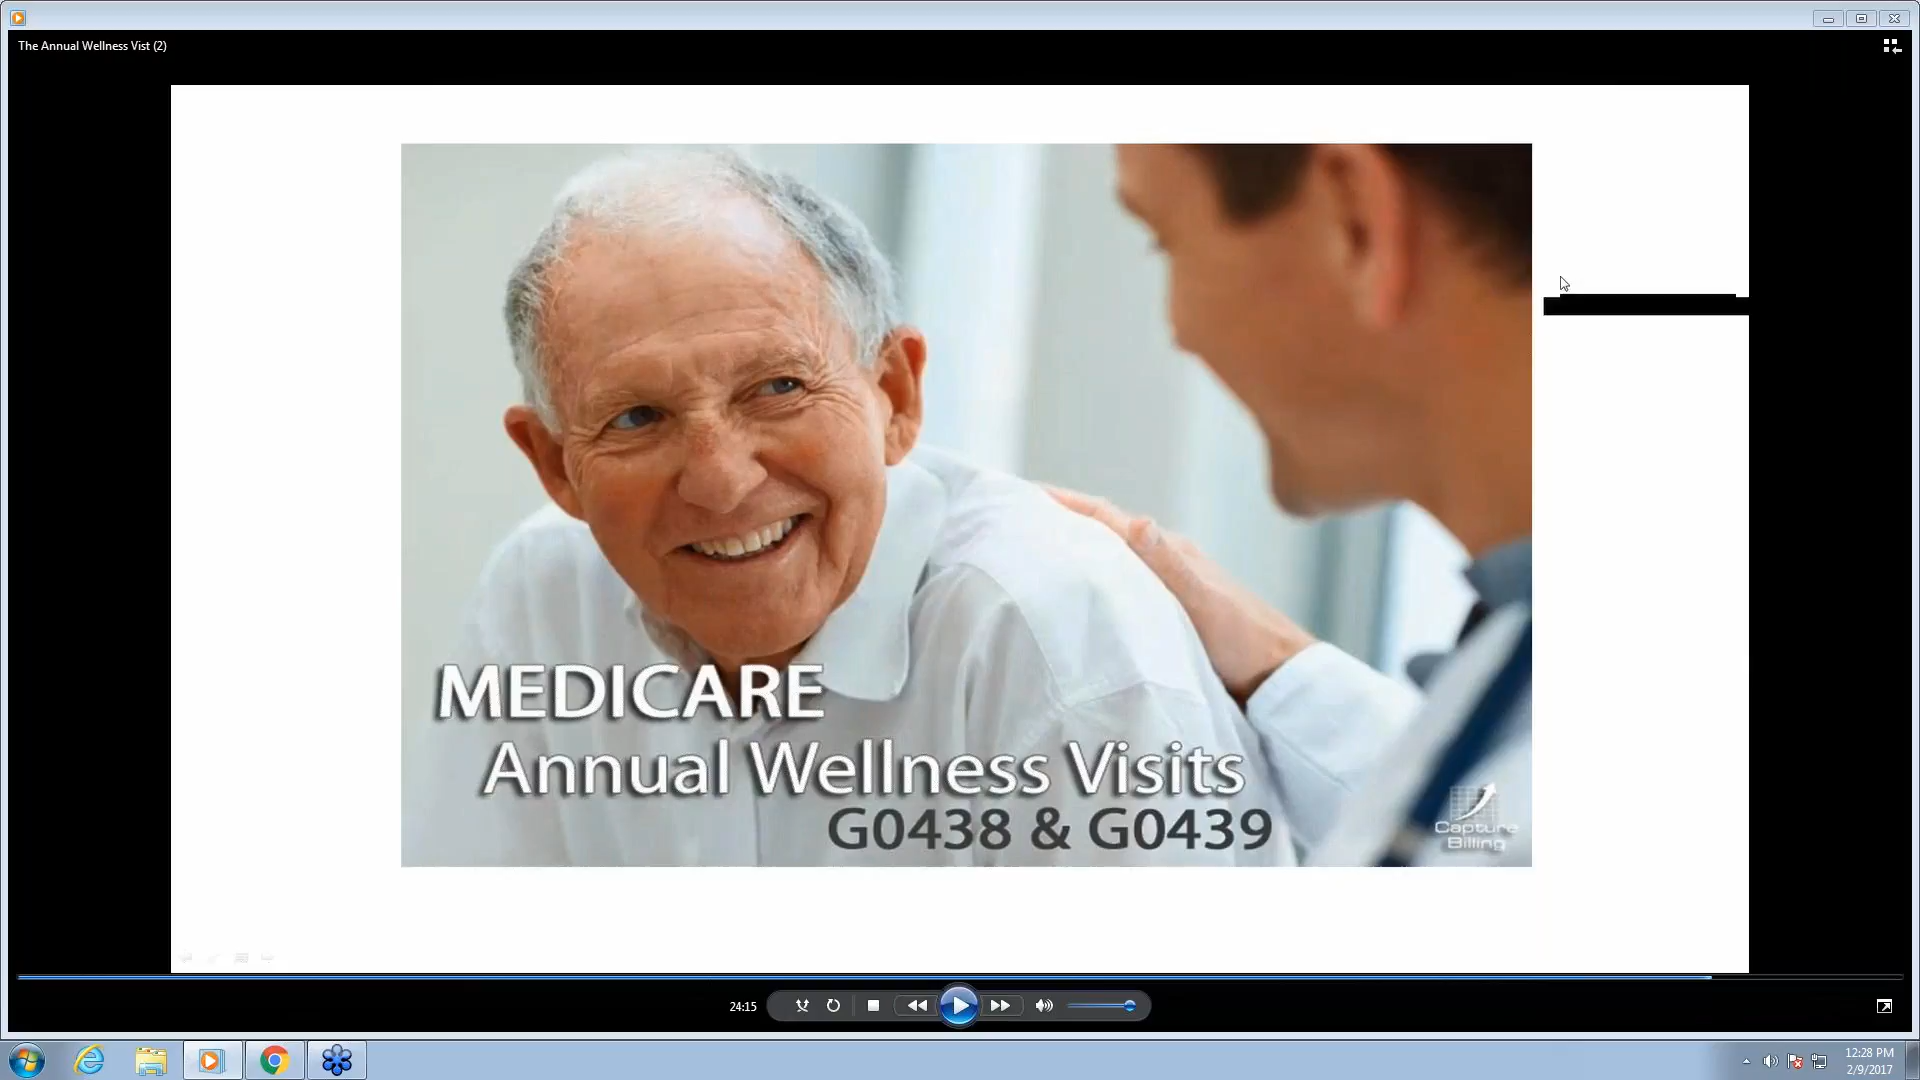 The Annual Wellness Vist (2)
MEDICARE
Annual Wellness Visits
G0438 & G0439
Capture
Billing
24:15
12:28 PM
2/9/2017